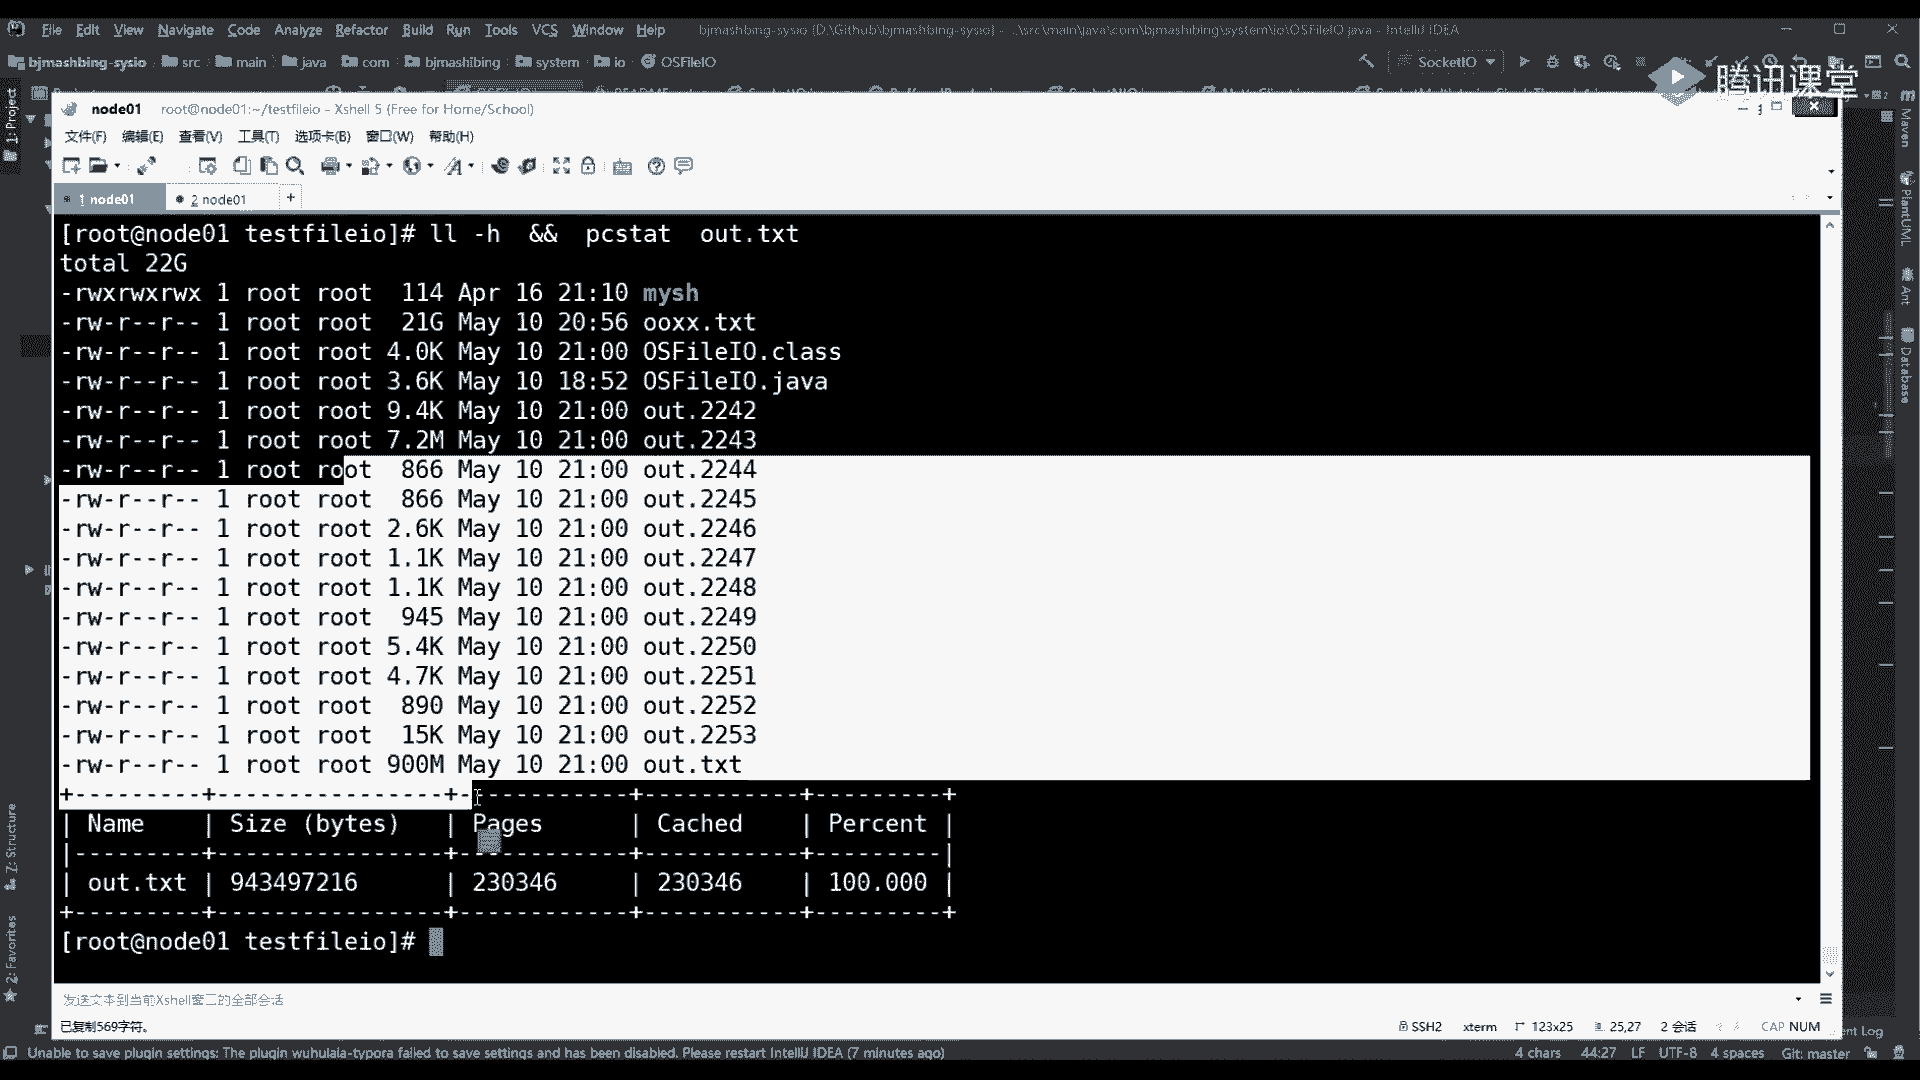 File Edit View Navigate Code Analyze Refactor Build Run Tools VCS Window Help bjmashbing-sysio [D:\Github\bjmashbing-sysio] - ...\src\main\java\com\bjmashibing\system\io\OSFileIO.java - IntelliJ IDEA
bjmashbing-sysio src main java com bjmashibing system io OSFileIO SocketIO
腾讯课堂
1: Project
node01 root@node01:~/testfileio - Xshell 5 (Free for Home/School)
文件(F) 编辑(E) 查看(V) 工具(T) 选项卡(B) 窗口(W) 帮助(H)
1 node01 2 node01 +
[root@node01 testfileio]# ll -h && pcstat out.txt
total 22G
-rwxrwxrwx 1 root root 114 Apr 16 21:10 mysh
-rw-r--r-- 1 root root 21G May 10 20:56 ooxx.txt
-rw-r--r-- 1 root root 4.0K May 10 21:00 OSFileIO.class
-rw-r--r-- 1 root root 3.6K May 10 18:52 OSFileIO.java
-rw-r--r-- 1 root root 9.4K May 10 21:00 out.2242
-rw-r--r-- 1 root root 7.2M May 10 21:00 out.2243
-rw-r--r-- 1 root root 866 May 10 21:00 out.2244
-rw-r--r-- 1 root root 866 May 10 21:00 out.2245
-rw-r--r-- 1 root root 2.6K May 10 21:00 out.2246
-rw-r--r-- 1 root root 1.1K May 10 21:00 out.2247
-rw-r--r-- 1 root root 1.1K May 10 21:00 out.2248
-rw-r--r-- 1 root root 945 May 10 21:00 out.2249
-rw-r--r-- 1 root root 5.4K May 10 21:00 out.2250
-rw-r--r-- 1 root root 4.7K May 10 21:00 out.2251
-rw-r--r-- 1 root root 890 May 10 21:00 out.2252
-rw-r--r-- 1 root root 15K May 10 21:00 out.2253
-rw-r--r-- 1 root root 900M May 10 21:00 out.txt
+---------+----------------+------------+-----------+---------+
| Name | Size (bytes) | Pages | Cached | Percent |
|---------+----------------+------------+-----------+---------|
| out.txt | 943497216 | 230346 | 230346 | 100.000 |
+---------+----------------+------------+-----------+---------+
[root@node01 testfileio]#
发送文本到当前Xshell窗口的全部会话
已复制569字符。 SSH2 xterm 123x25 25,27 2 会话 CAP NUM
Maven
PlantUML
Ant
Database
Z: Structure
2: Favorites
ent Log
Unable to save plugin settings: The plugin wuhulaia-typora failed to save settings and has been disabled. Please restart IntelliJ IDEA (7 minutes ago) 4 chars 44:27 LF UTF-8 4 spaces Git: master